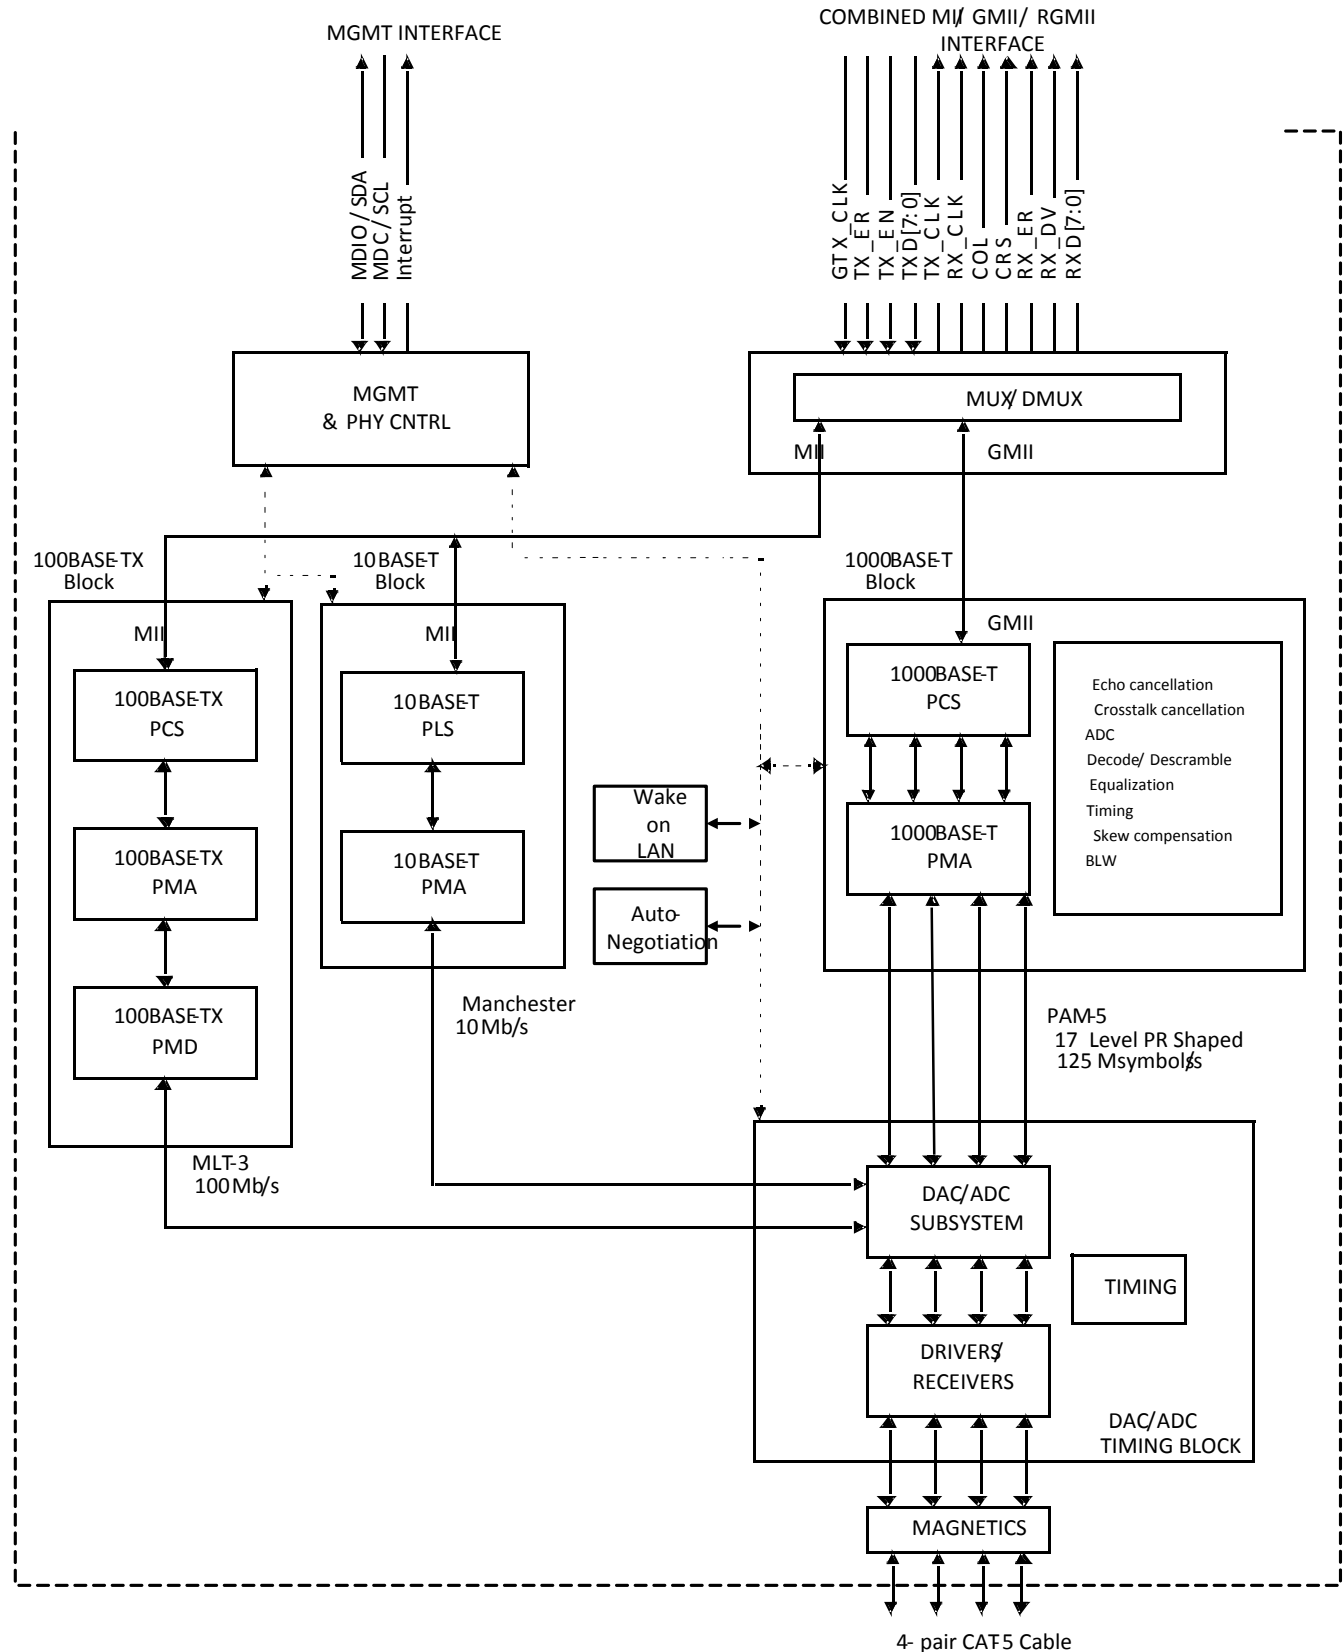 MGMT INTERFACE
COMBINED MII/ GMII/ RGMII
INTERFACE
MDIO/SDA
MDC/SCL
Interrupt
GTX_CLK
TX_ER
TX_EN
TXD[7:0]
TX_CLK
RX_CLK
COL
CRS
RX_ER
RX_DV
RXD[7:0]
MGMT
& PHY CNTRL
MUX/ DMUX
MII
GMII
100BASE-TX
Block
10BASE-T
Block
1000BASE-T
Block
MII
MII
GMII
100BASE-TX
PCS
10BASE-T
PLS
1000BASE-T
PCS
Echo cancellation
Crosstalk cancellation
ADC
Decode/ Descramble
Equalization
Timing
Skew compensation
BLW
Wake
on
LAN
100BASE-TX
PMA
10BASE-T
PMA
1000BASE-T
PMA
Auto-
Negotiation
100BASE-TX
PMD
Manchester
10Mb/s
PAM-5
17 Level PR Shaped
125 Msymbol/s
MLT-3
100Mb/s
DAC/ADC
SUBSYSTEM
TIMING
DRIVERS/
RECEIVERS
DAC/ADC
TIMING BLOCK
MAGNETICS
4- pair CAT-5 Cable